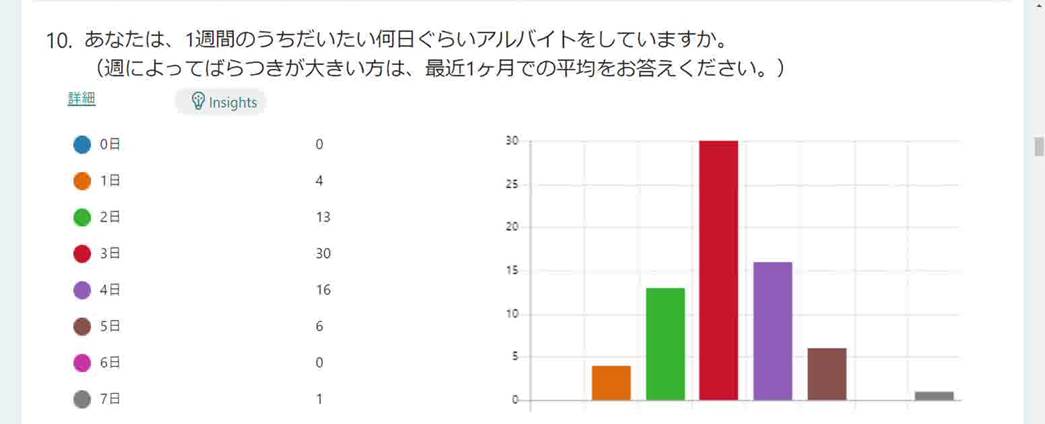 10. あなたは、1週間のうちだいたい何日ぐらいアルバイトをしていますか。
（週によってばらつきが大きい方は、最近1ヶ月での平均をお答えください。）
詳細 Insights
0日 0
1日 4
2日 13
3日 30
4日 16
5日 6
6日 0
7日 1
30
25
20
15
10
5
0